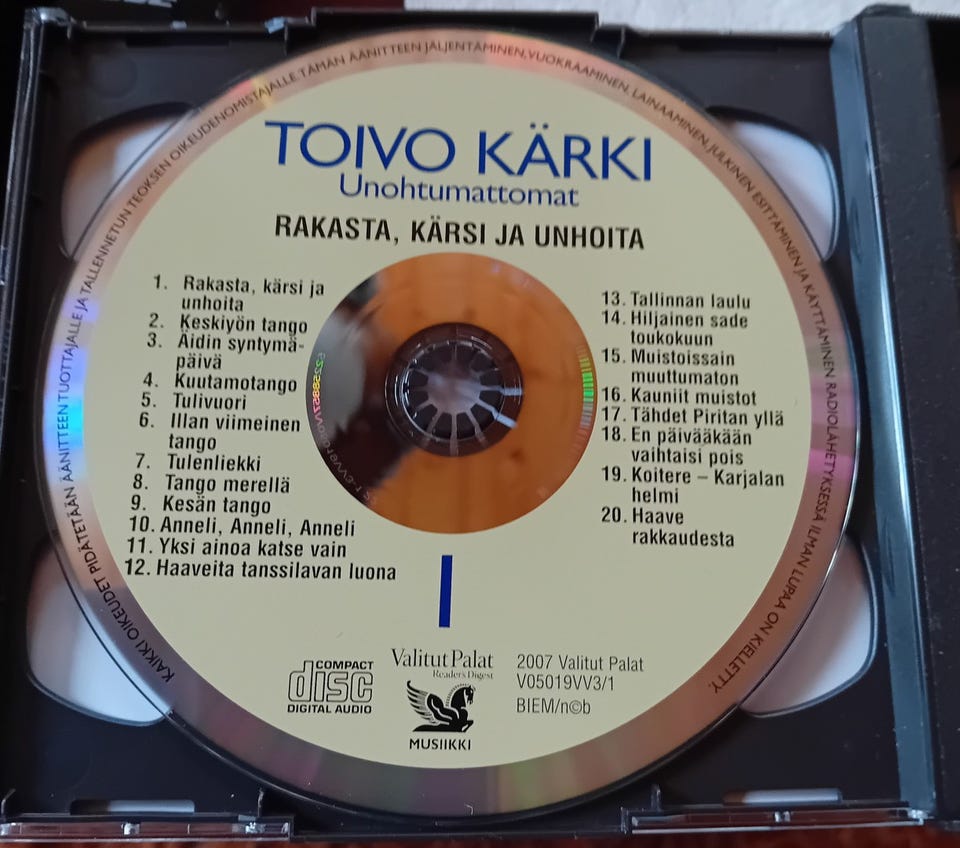 KAIKKI OIKEUDET PIDÄTETÄÄN ÄÄNITTEEN TUOTTAJALLE JA TALLENNETUN TEOKSEN OIKEUDENOMISTAJALLE. TÄMÄN ÄÄNITTEEN JÄLJENTÄMINEN, VUOKRAAMINEN, LAINAAMINEN, JULKINEN ESITTÄMINEN JA KÄYTTÄMINEN RADIOLÄHETYKSESSÄ ILMAN LUPAA ON KIELLETTY.
TOIVO KÄRKI
Unohtumattomat
RAKASTA, KÄRSI JA UNHOITA
1. Rakasta, kärsi ja
unhoita
2. Keskiyön tango
3. Äidin syntymä-
päivä
4. Kuutamotango
5. Tulivuori
6. Illan viimeinen
tango
7. Tulenliekki
8. Tango merellä
9. Kesän tango
10. Anneli, Anneli, Anneli
11. Yksi ainoa katse vain
12. Haaveita tanssilavan luona
13. Tallinnan laulu
14. Hiljainen sade
toukokuun
15. Muistoissain
muuttumaton
16. Kauniit muistot
17. Tähdet Piritan yllä
18. En päivääkään
vaihtaisi pois
19. Koitere – Karjalan
helmi
20. Haave
rakkaudesta
I
COMPACT
disc
DIGITAL AUDIO
Valitut Palat
Reader's Digest
MUSIIKKI
2007 Valitut Palat
V05019VV3/1
BIEM/n©b